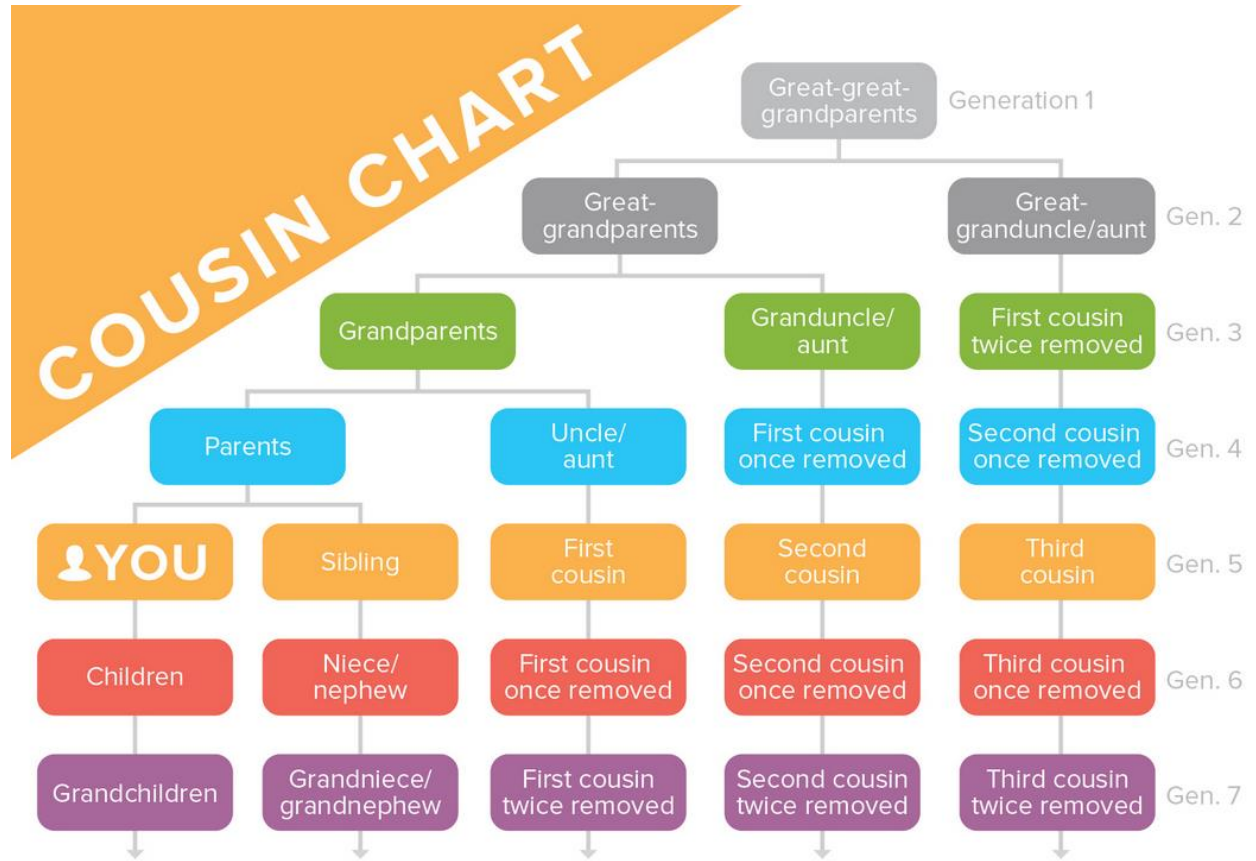 COUSIN CHART
Great-great-
grandparents
Generation 1
Great-
grandparents
Great-
granduncle/aunt
Gen. 2
Grandparents
Granduncle/
aunt
First cousin
twice removed
Gen. 3
Parents
Uncle/
aunt
First cousin
once removed
Second cousin
once removed
Gen. 4
YOU
Sibling
First
cousin
Second
cousin
Third
cousin
Gen. 5
Children
Niece/
nephew
First cousin
once removed
Second cousin
once removed
Third cousin
once removed
Gen. 6
Grandchildren
Grandniece/
grandnephew
First cousin
twice removed
Second cousin
twice removed
Third cousin
twice removed
Gen. 7